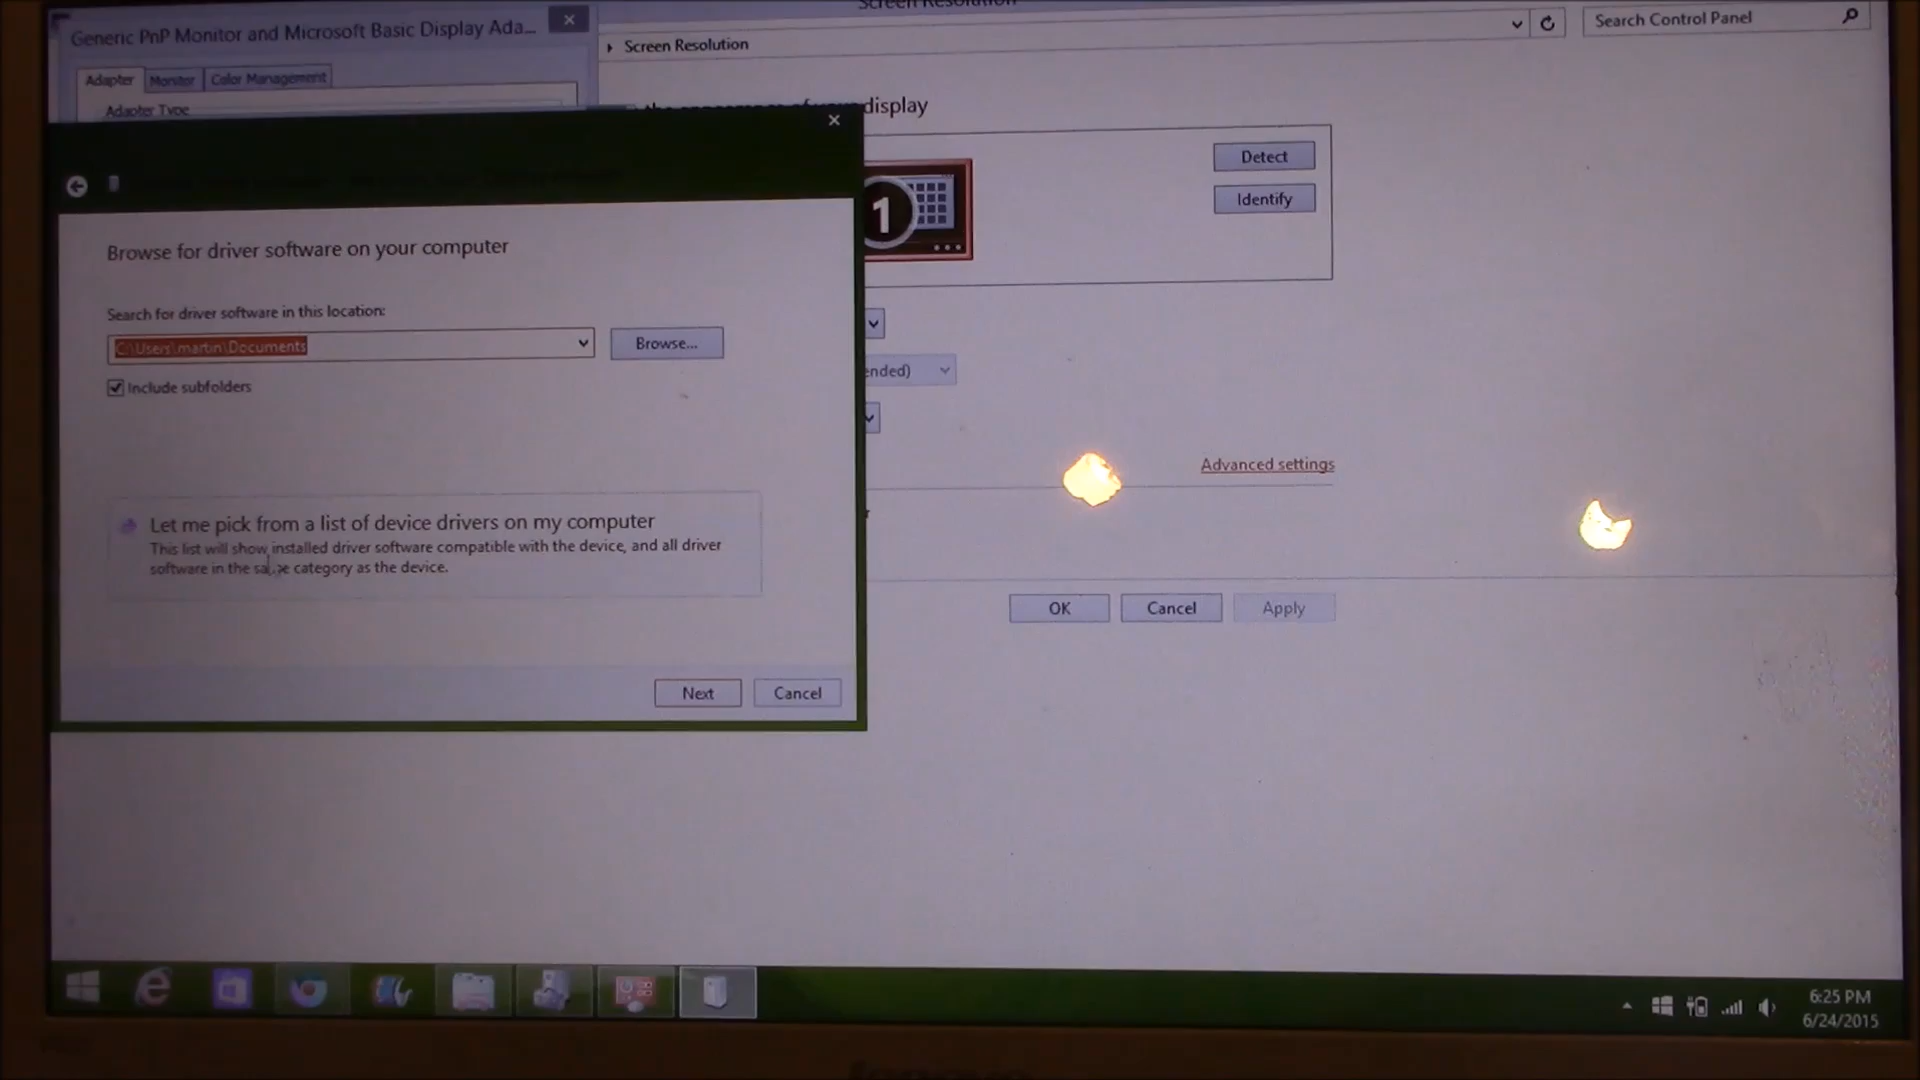 Screen Resolution
Generic PnP Monitor and Microsoft Basic Display Ada...
Screen Resolution
Search Control Panel
Adapter
Monitor
Color Management
Adapter Type
display
Detect
1
Identify
Browse for driver software on your computer
Search for driver software in this location:
C:\Users\martin\Documents
Browse...
ended)
Include subfolders
Advanced settings
Let me pick from a list of device drivers on my computer
This list will show installed driver software compatible with the device, and all driver
software in the same category as the device.
OK
Cancel
Apply
Next
Cancel
6:25 PM
6/24/2015